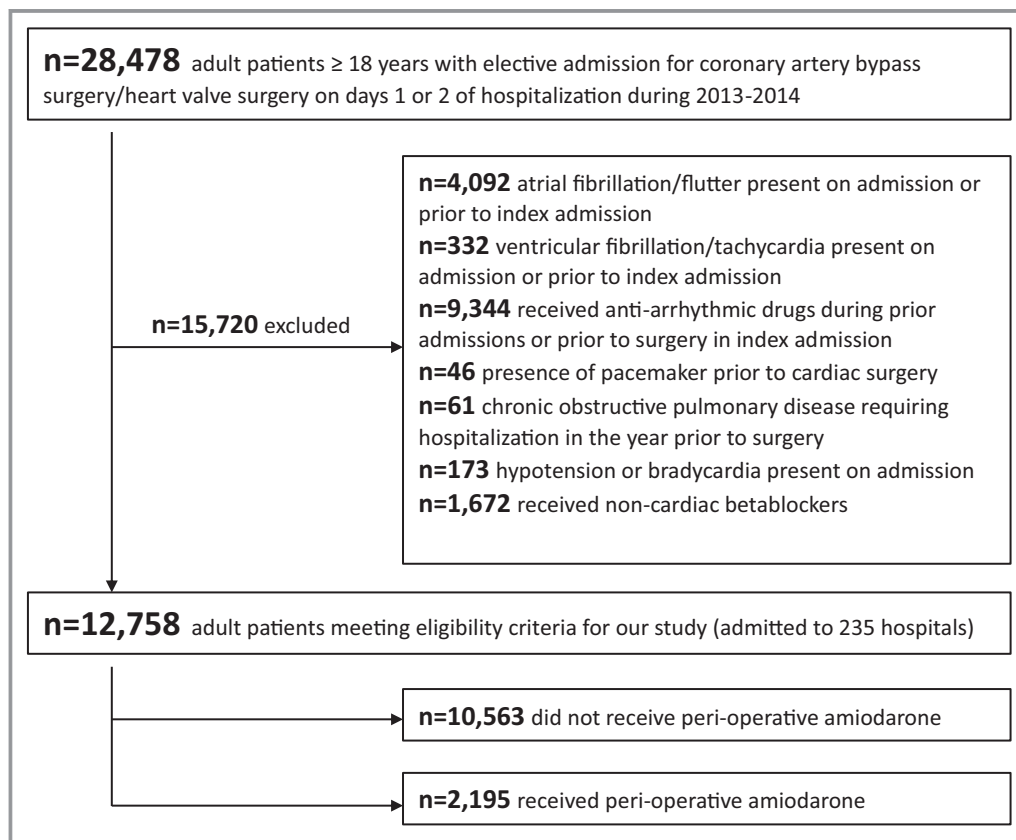 n=28,478 adult patients ≥ 18 years with elective admission for coronary artery bypass
surgery/heart valve surgery on days 1 or 2 of hospitalization during 2013-2014
n=4,092 atrial fibrillation/flutter present on admission or
prior to index admission
n=332 ventricular fibrillation/tachycardia present on
admission or prior to index admission
n=9,344 received anti-arrhythmic drugs during prior
admissions or prior to surgery in index admission
n=46 presence of pacemaker prior to cardiac surgery
n=61 chronic obstructive pulmonary disease requiring
hospitalization in the year prior to surgery
n=173 hypotension or bradycardia present on admission
n=1,672 received non-cardiac betablockers
n=15,720 excluded
n=12,758 adult patients meeting eligibility criteria for our study (admitted to 235 hospitals)
n=10,563 did not receive peri-operative amiodarone
n=2,195 received peri-operative amiodarone